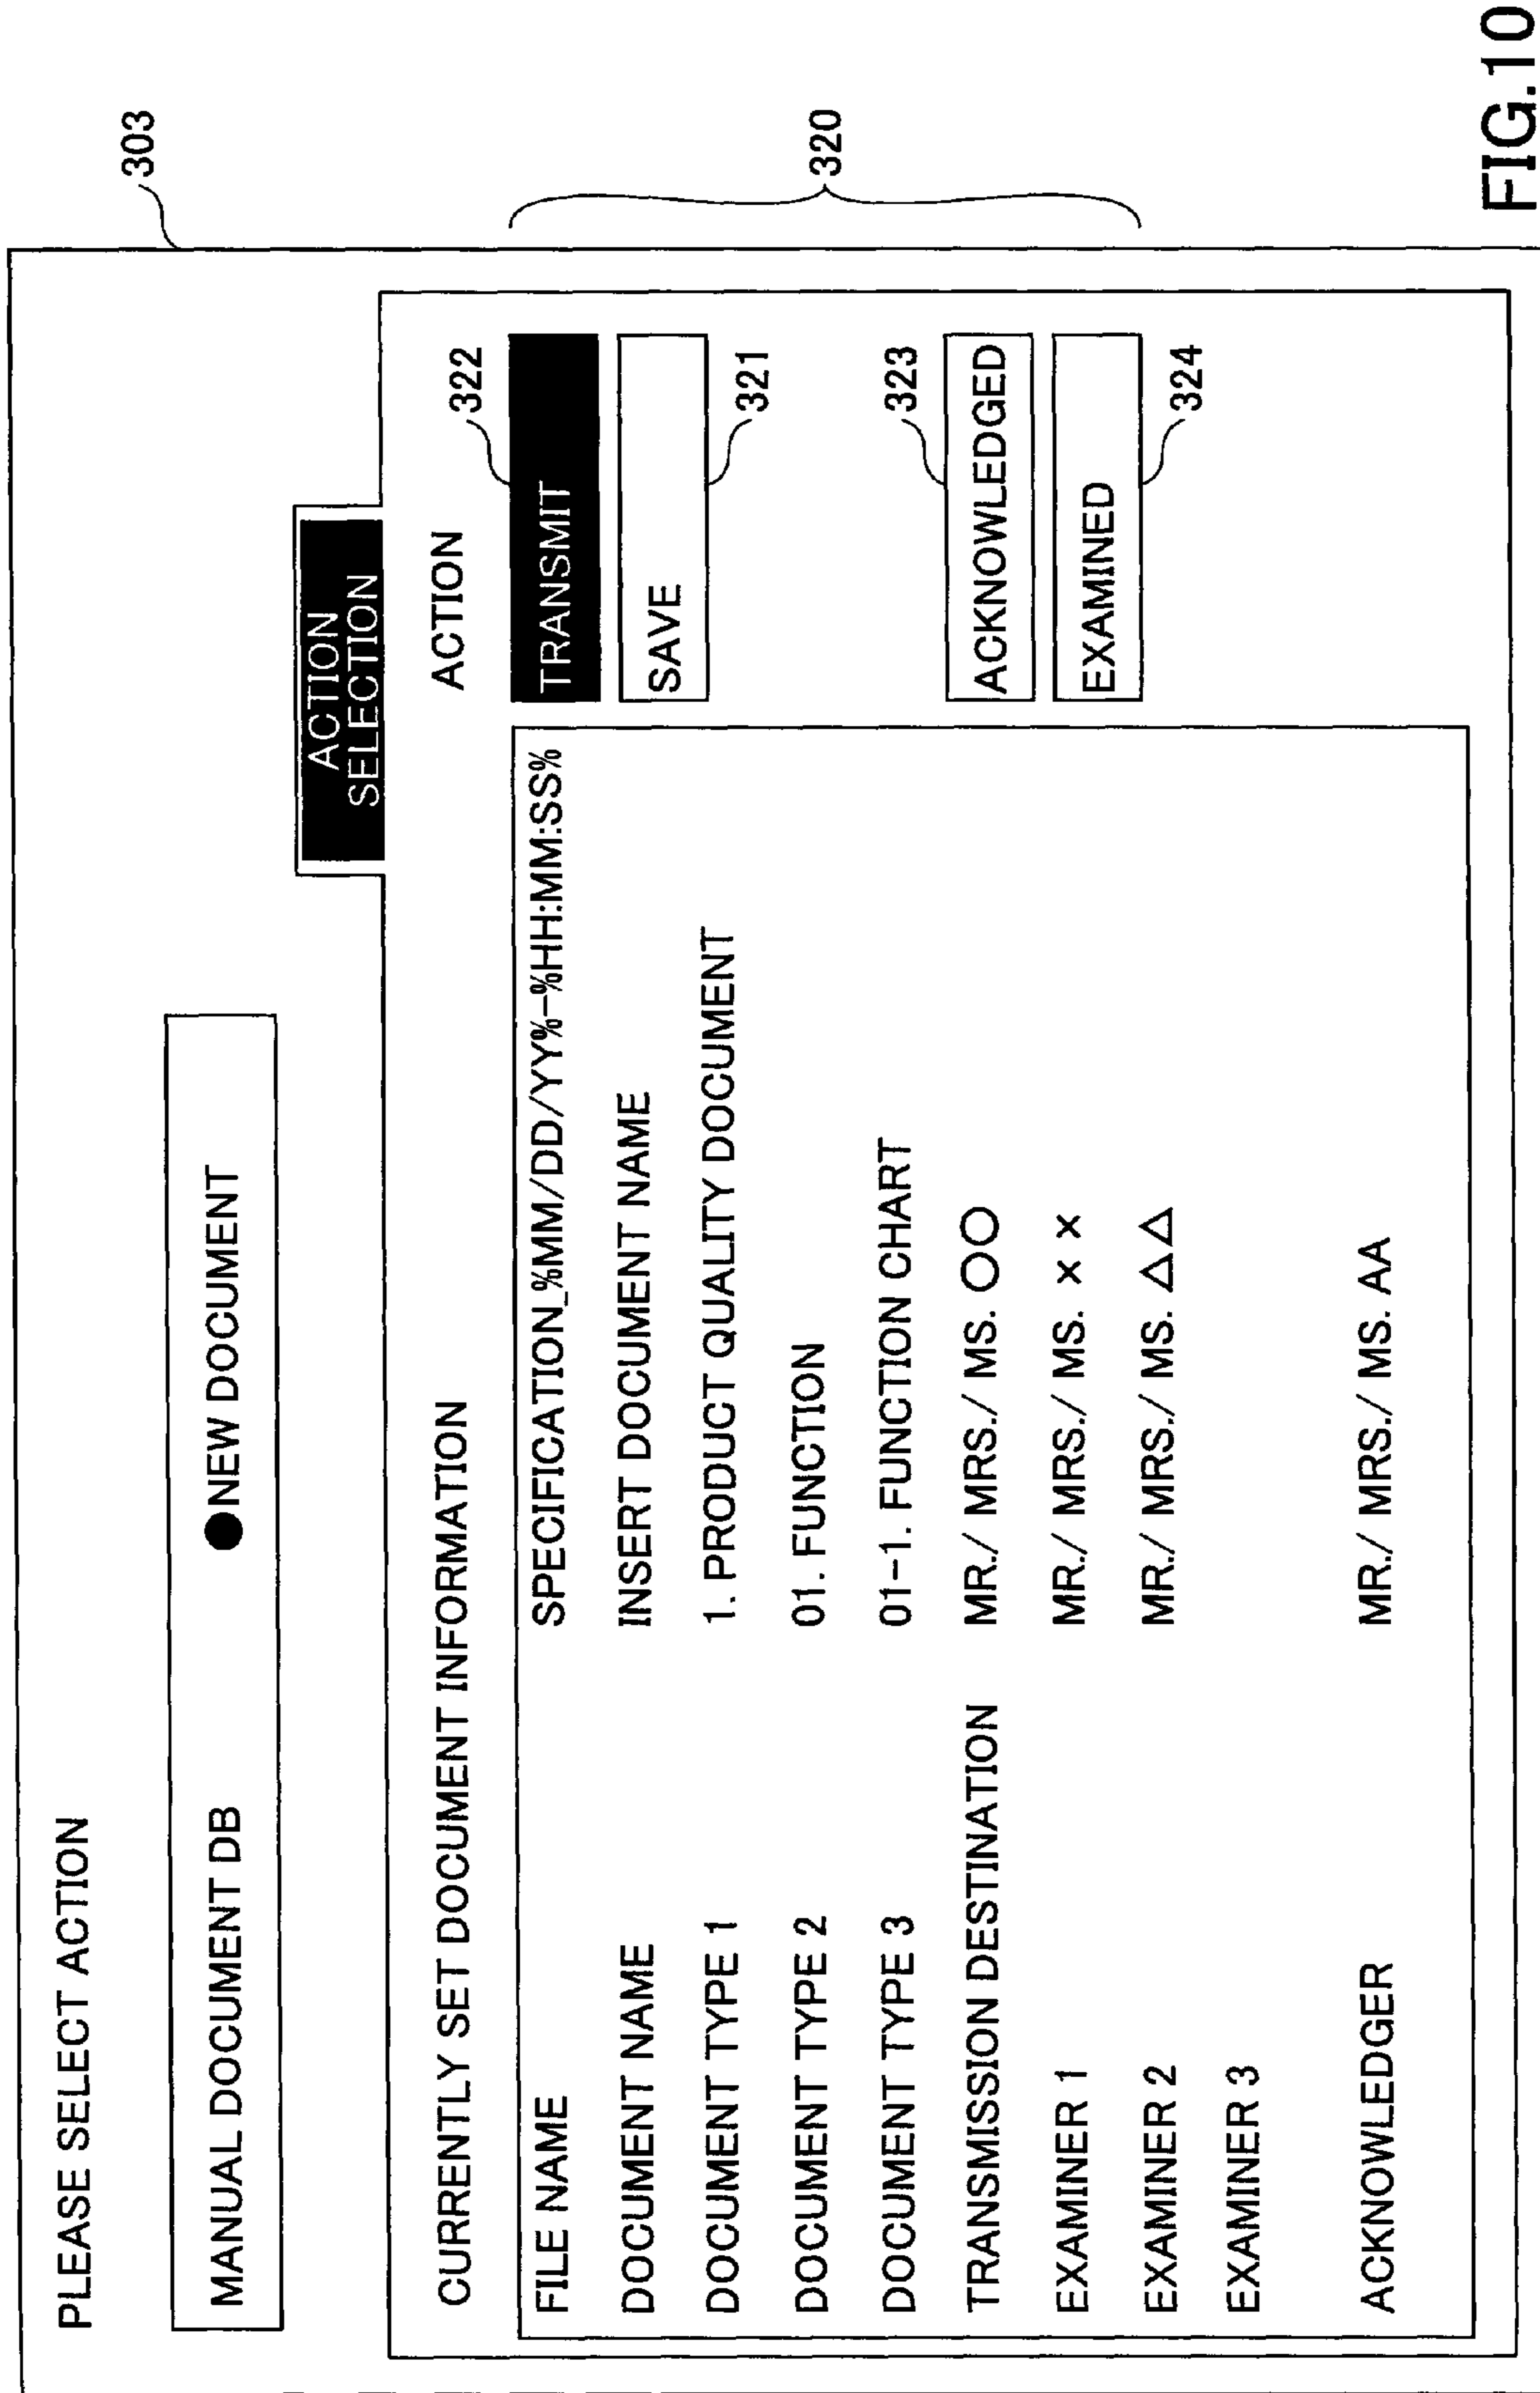 PLEASE SELECT ACTION
303
MANUAL DOCUMENT DB ●NEW DOCUMENT
ACTION
SELECTION
CURRENTLY SET DOCUMENT INFORMATION
ACTION
322
FILE NAME SPECIFICATION_%MM/DD/YY%-%HH:MM:SS%
TRANSMIT
DOCUMENT NAME INSERT DOCUMENT NAME
SAVE
DOCUMENT TYPE 1 1. PRODUCT QUALITY DOCUMENT
321
DOCUMENT TYPE 2 01. FUNCTION
320
DOCUMENT TYPE 3 01-1. FUNCTION CHART
323
TRANSMISSION DESTINATION MR./ MRS./ MS. ○○
ACKNOWLEDGED
EXAMINER 1 MR./ MRS./ MS. × ×
EXAMINED
EXAMINER 2 MR./ MRS./ MS. △△
324
EXAMINER 3
ACKNOWLEDGER MR./ MRS./ MS. AA
FIG.10